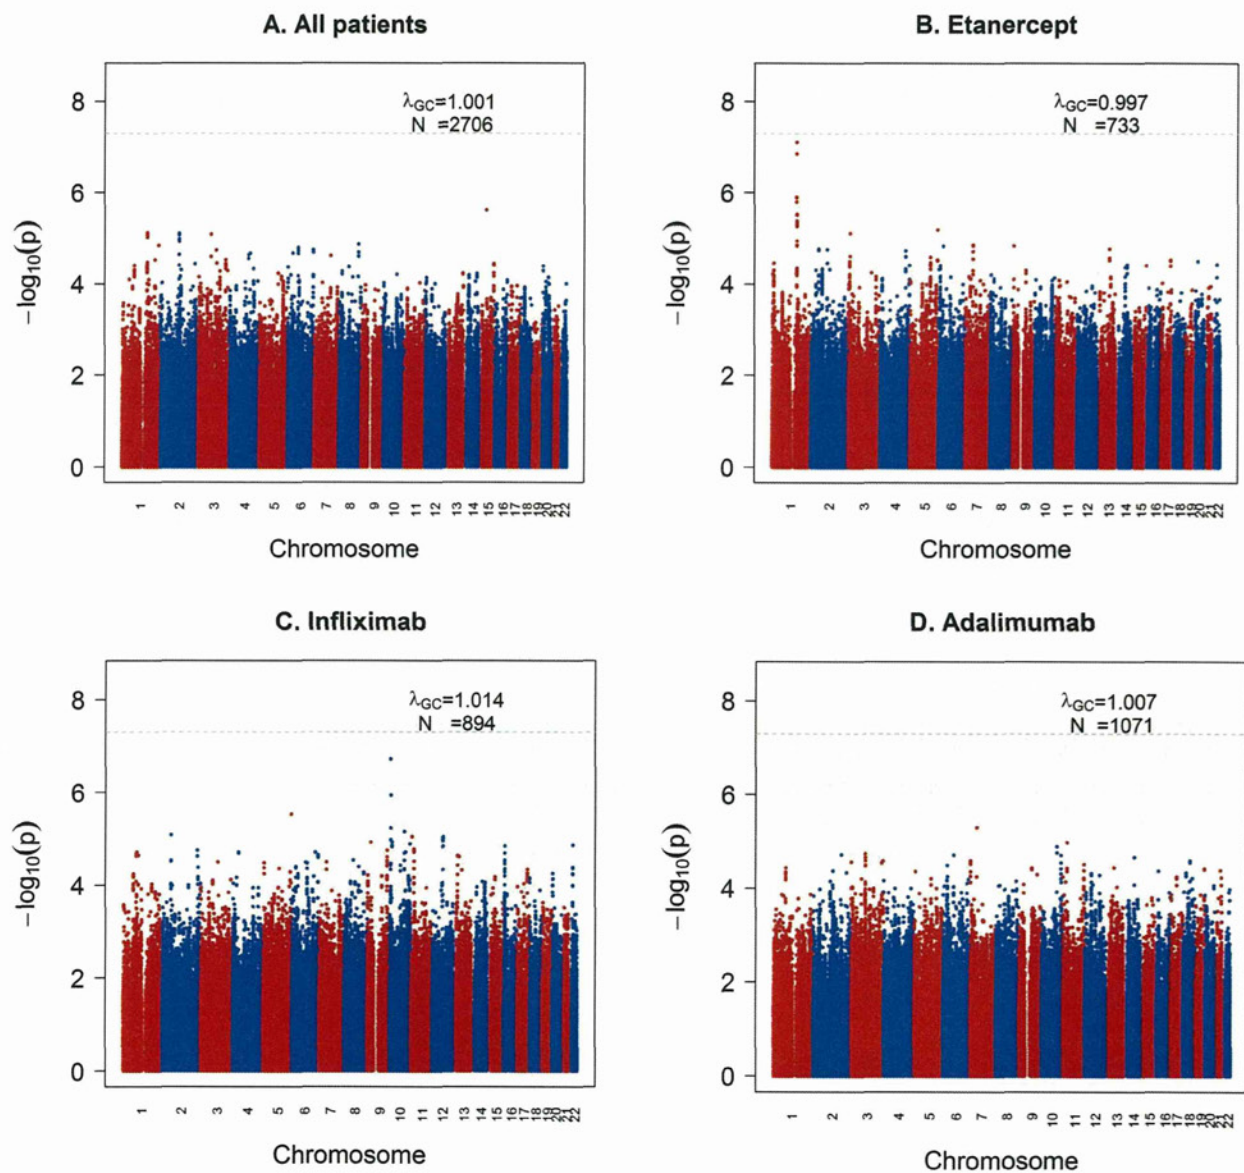 A. All patients
λGC=1.001
N =2706
8
6
4
2
0
−log10(p)
1 2 3 4 5 6 7 8 9 10 11 12 13 14 15 16 17 18 19 20 21 22
Chromosome
B. Etanercept
λGC=0.997
N =733
8
6
4
2
0
−log10(p)
1 2 3 4 5 6 7 8 9 10 11 12 13 14 15 16 17 18 19 20 21 22
Chromosome
C. Infliximab
λGC=1.014
N =894
8
6
4
2
0
−log10(p)
1 2 3 4 5 6 7 8 9 10 11 12 13 14 15 16 17 18 19 20 21 22
Chromosome
D. Adalimumab
λGC=1.007
N =1071
8
6
4
2
0
−log10(p)
1 2 3 4 5 6 7 8 9 10 11 12 13 14 15 16 17 18 19 20 21 22
Chromosome